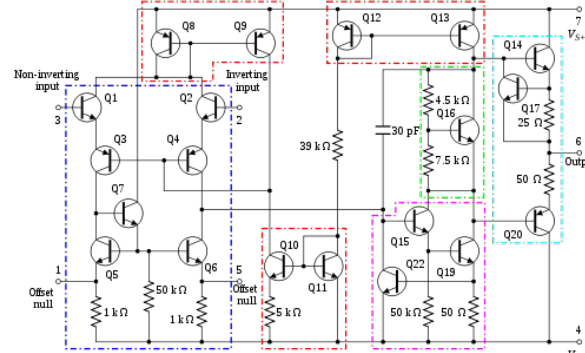 Q12
Q13
7
Q8
Q9
V_S+
Q14
Non-inverting
input
Inverting
input
Q1
Q2
3
2
4.5 kΩ
Q16
Q17
25 Ω
Q3
Q4
39 kΩ
30 pF
6
7.5 kΩ
50 Ω
Q7
Q15
Q20
Q10
Q22
Q19
1
Q5
Q6
5
Q11
Offset
null
50 kΩ
Offset
null
1 kΩ
1 kΩ
5 kΩ
50 kΩ
50 Ω
4